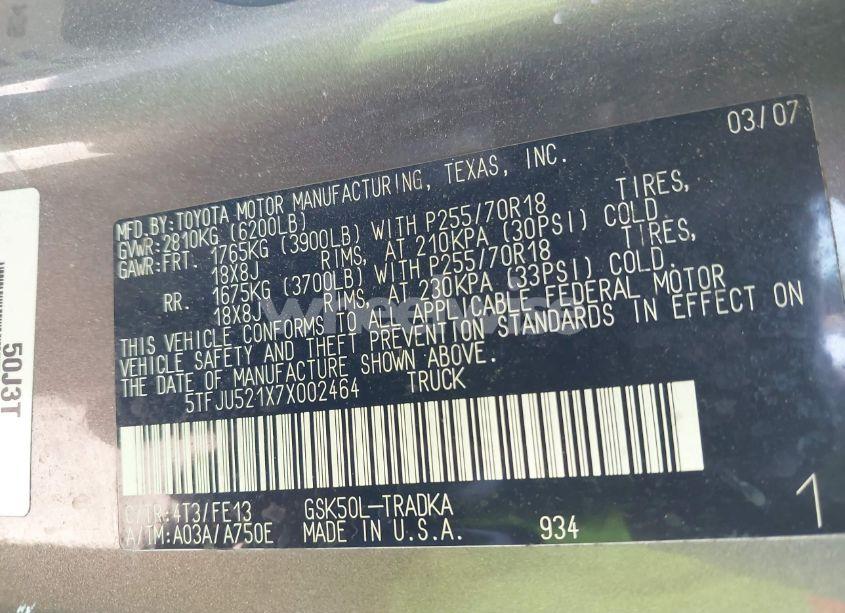 03/07
MFD.BY:TOYOTA MOTOR MANUFACTURING, TEXAS, INC.
GVWR:2810KG (6200LB)
GAWR:FRT. 1765KG (3900LB) WITH P255/70R18 TIRES,
18X8J RIMS, AT 210KPA (30PSI) COLD.
RR. 1675KG (3700LB) WITH P255/70R18 TIRES,
18X8J RIMS, AT 230KPA (33PSI) COLD.
THIS VEHICLE CONFORMS TO ALL APPLICABLE FEDERAL MOTOR
VEHICLE SAFETY AND THEFT PREVENTION STANDARDS IN EFFECT ON
THE DATE OF MANUFACTURE SHOWN ABOVE.
5TFJU521X7X002464 TRUCK
C/TR:4T3/FE13 GSK50L-TRADKA
A/TM:A03A/A750E MADE IN U.S.A. 934 1
50J3T